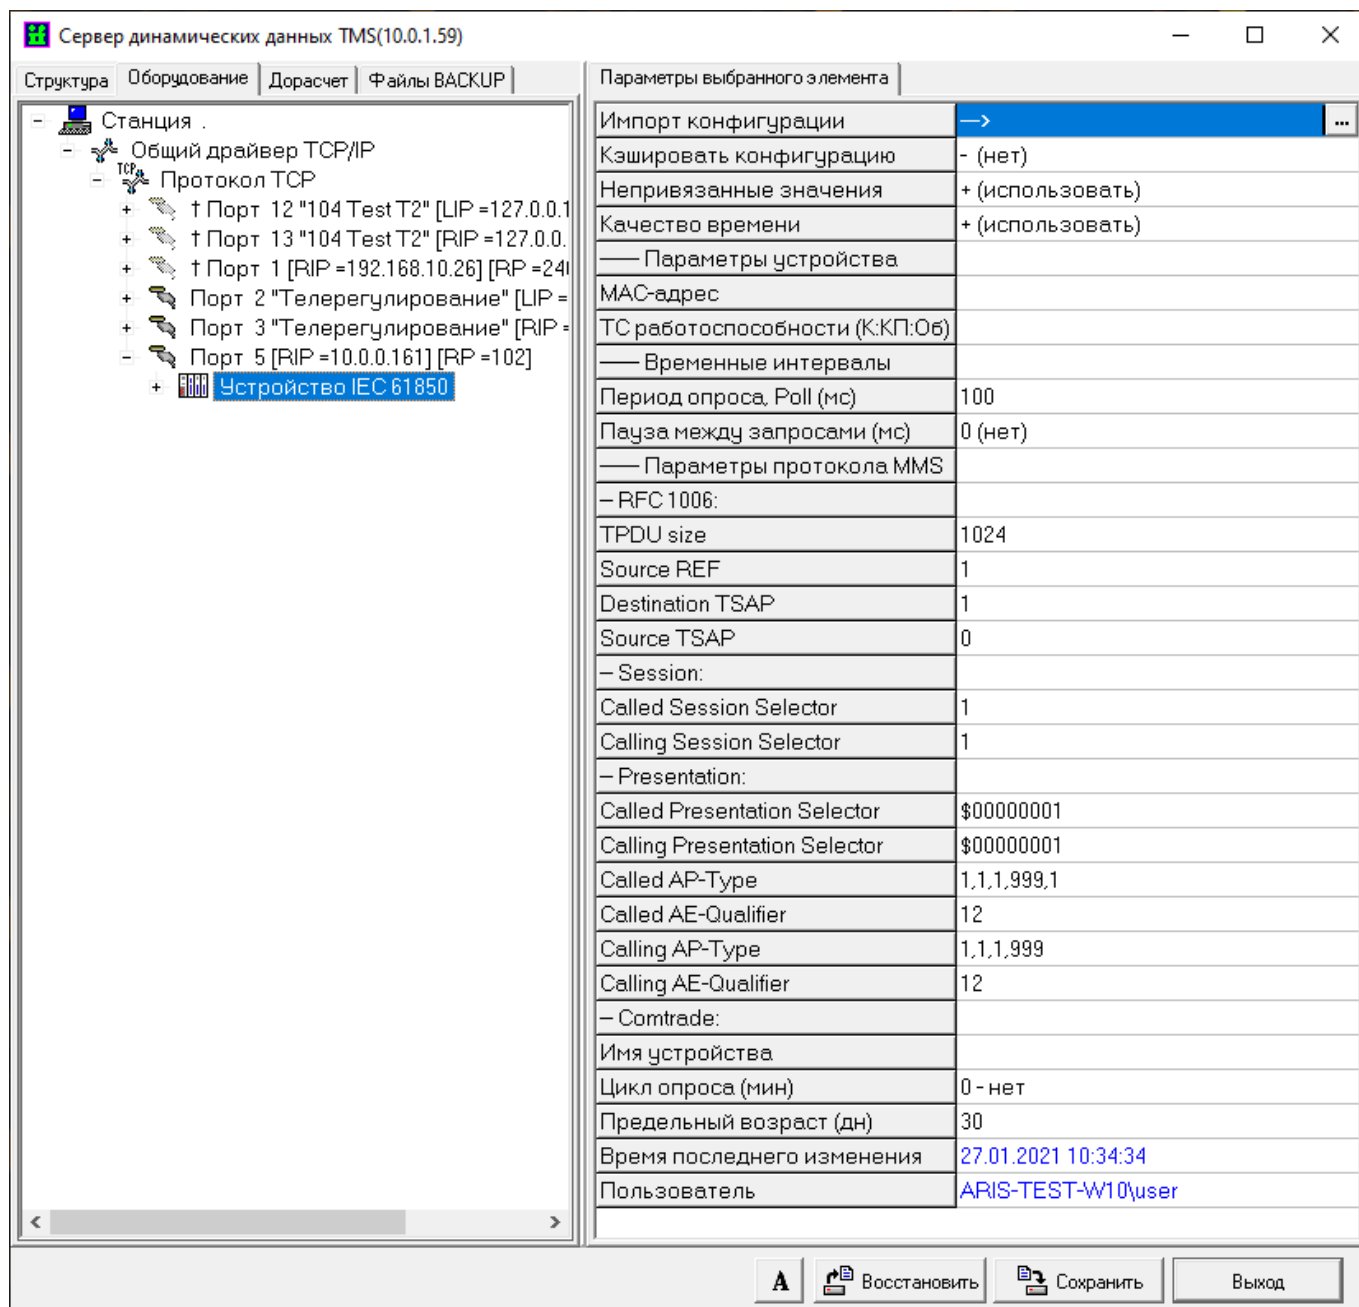 Сервер динамических данных TMS(10.0.1.59)
Структура Оборудование Дорасчет Файлы BACKUP
Станция .
Общий драйвер TCP/IP
TCP Протокол TCP
† Порт 12 "104 Test T2" [LIP =127.0.0.1
† Порт 13 "104 Test T2" [RIP =127.0.0.
† Порт 1 [RIP =192.168.10.26] [RP =240
Порт 2 "Телерегулирование" [LIP =
Порт 3 "Телерегулирование" [RIP =
Порт 5 [RIP =10.0.0.161] [RP =102]
Устройство IEC 61850
Параметры выбранного элемента
Импорт конфигурации —> ...
Кэшировать конфигурацию - (нет)
Непривязанные значения + (использовать)
Качество времени + (использовать)
—— Параметры устройства
MAC-адрес
ТС работоспособности (К:КП:Об)
—— Временные интервалы
Период опроса, Poll (мс) 100
Пауза между запросами (мс) 0 (нет)
—— Параметры протокола MMS
– RFC 1006:
TPDU size 1024
Source REF 1
Destination TSAP 1
Source TSAP 0
– Session:
Called Session Selector 1
Calling Session Selector 1
– Presentation:
Called Presentation Selector $00000001
Calling Presentation Selector $00000001
Called AP-Type 1,1,1,999,1
Called AE-Qualifier 12
Calling AP-Type 1,1,1,999
Calling AE-Qualifier 12
– Comtrade:
Имя устройства
Цикл опроса (мин) 0 - нет
Предельный возраст (дн) 30
Время последнего изменения 27.01.2021 10:34:34
Пользователь ARIS-TEST-W10\user
A Восстановить Сохранить Выход